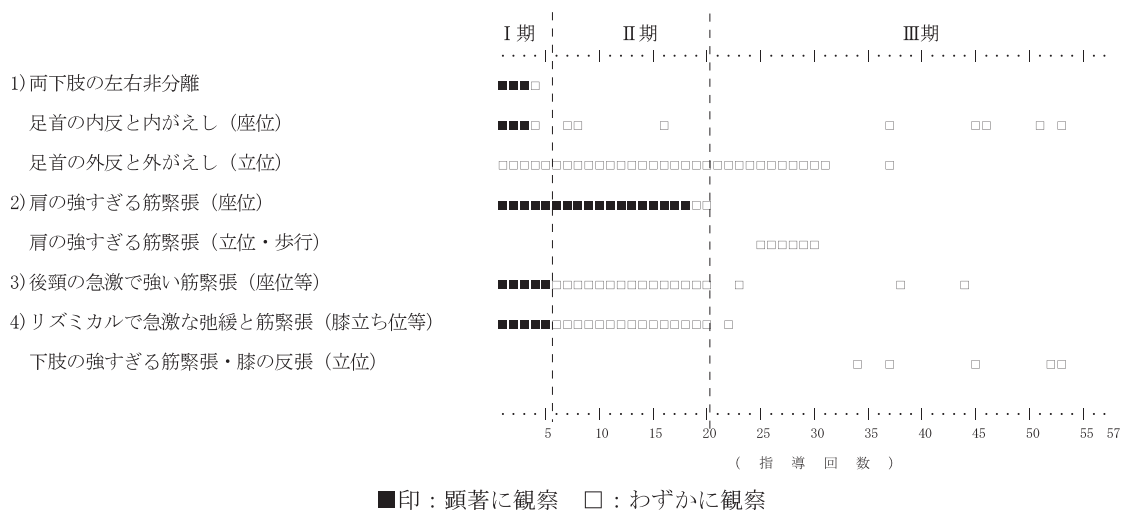 Ⅰ期 Ⅱ期 Ⅲ期
1)両下肢の左右非分離
足首の内反と内がえし（座位）
足首の外反と外がえし（立位）
2)肩の強すぎる筋緊張（座位）
肩の強すぎる筋緊張（立位・歩行）
3)後頸の急激で強い筋緊張（座位等）
4)リズミカルで急激な弛緩と筋緊張（膝立ち位等）
下肢の強すぎる筋緊張・膝の反張（立位）
5 10 15 20 25 30 35 40 45 50 55 57
（指導回数）
■印：顕著に観察 □：わずかに観察